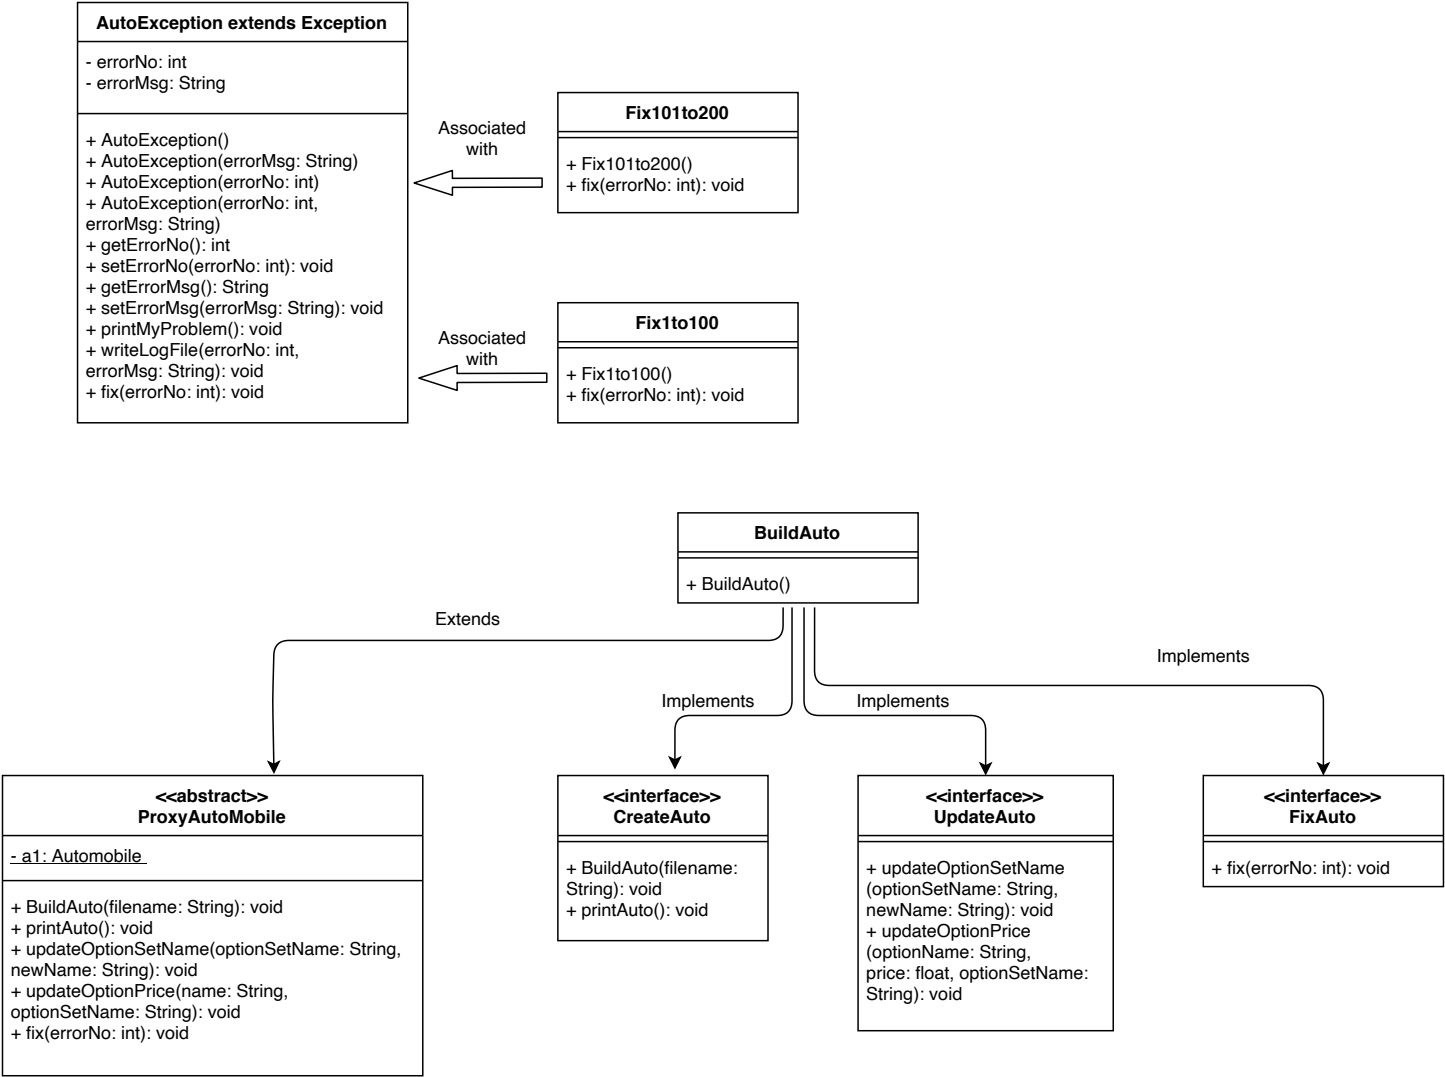 AutoException extends Exception
- errorNo: int
- errorMsg: String
+ AutoException()
+ AutoException(errorMsg: String)
+ AutoException(errorNo: int)
+ AutoException(errorNo: int,
errorMsg: String)
+ getErrorNo(): int
+ setErrorNo(errorNo: int): void
+ getErrorMsg(): String
+ setErrorMsg(errorMsg: String): void
+ printMyProblem(): void
+ writeLogFile(errorNo: int,
errorMsg: String): void
+ fix(errorNo: int): void
Associated
with
Fix101to200
+ Fix101to200()
+ fix(errorNo: int): void
Associated
with
Fix1to100
+ Fix1to100()
+ fix(errorNo: int): void
BuildAuto
+ BuildAuto()
Extends
Implements
Implements
Implements
<<abstract>>
ProxyAutoMobile
- a1: Automobile
+ BuildAuto(filename: String): void
+ printAuto(): void
+ updateOptionSetName(optionSetName: String,
newName: String): void
+ updateOptionPrice(name: String,
optionSetName: String): void
+ fix(errorNo: int): void
<<interface>>
CreateAuto
+ BuildAuto(filename:
String): void
+ printAuto(): void
<<interface>>
UpdateAuto
+ updateOptionSetName
(optionSetName: String,
newName: String): void
+ updateOptionPrice
(optionName: String,
price: float, optionSetName:
String): void
<<interface>>
FixAuto
+ fix(errorNo: int): void